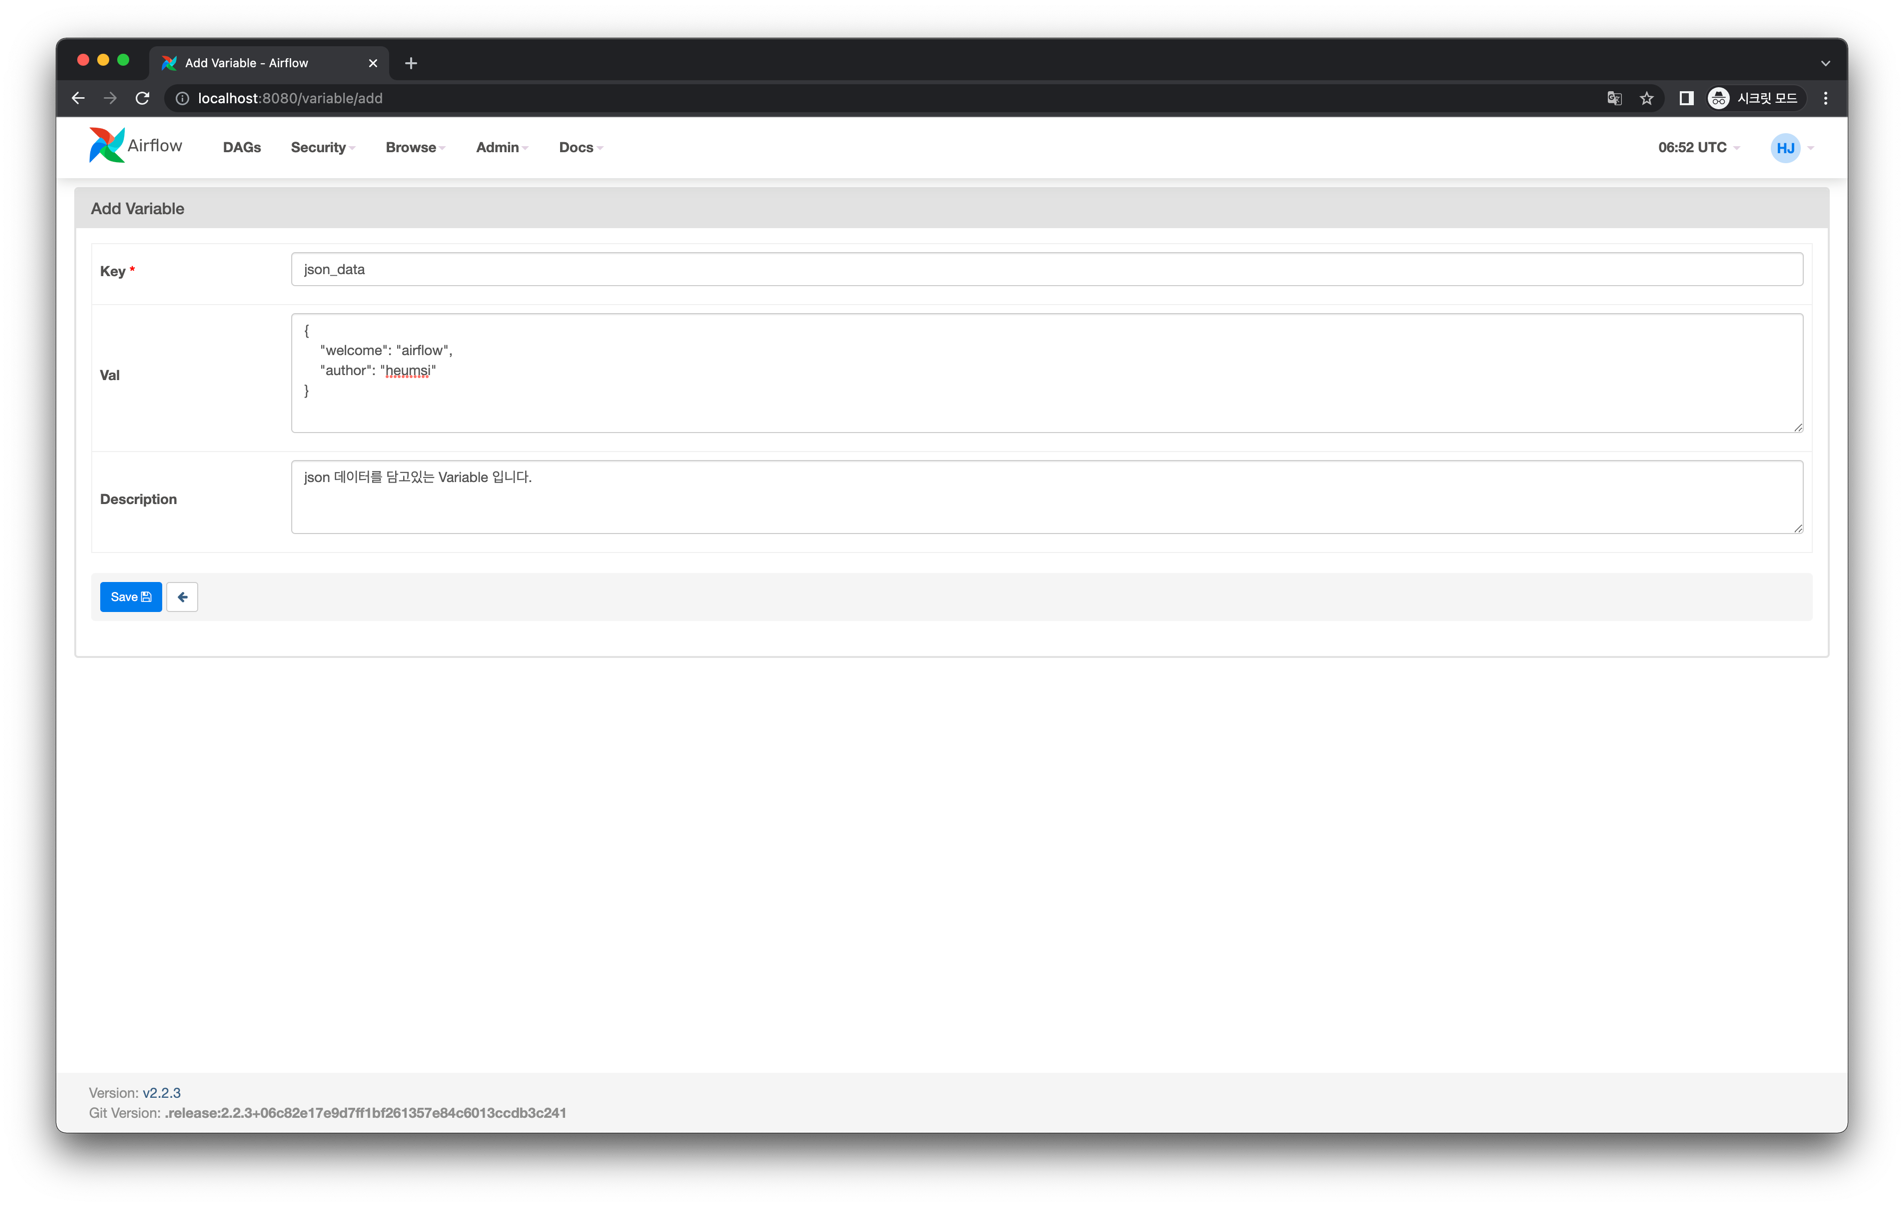 Add Variable - Airflow
localhost:8080/variable/add
시크릿 모드
Airflow
DAGs
Security
Browse
Admin
Docs
06:52 UTC
HJ
Add Variable
Key *
json_data
Val
{
"welcome": "airflow",
"author": "heumsi"
}
Description
json 데이터를 담고있는 Variable 입니다.
Save
Version: v2.2.3
Git Version: .release:2.2.3+06c82e17e9d7ff1bf261357e84c6013ccdb3c241